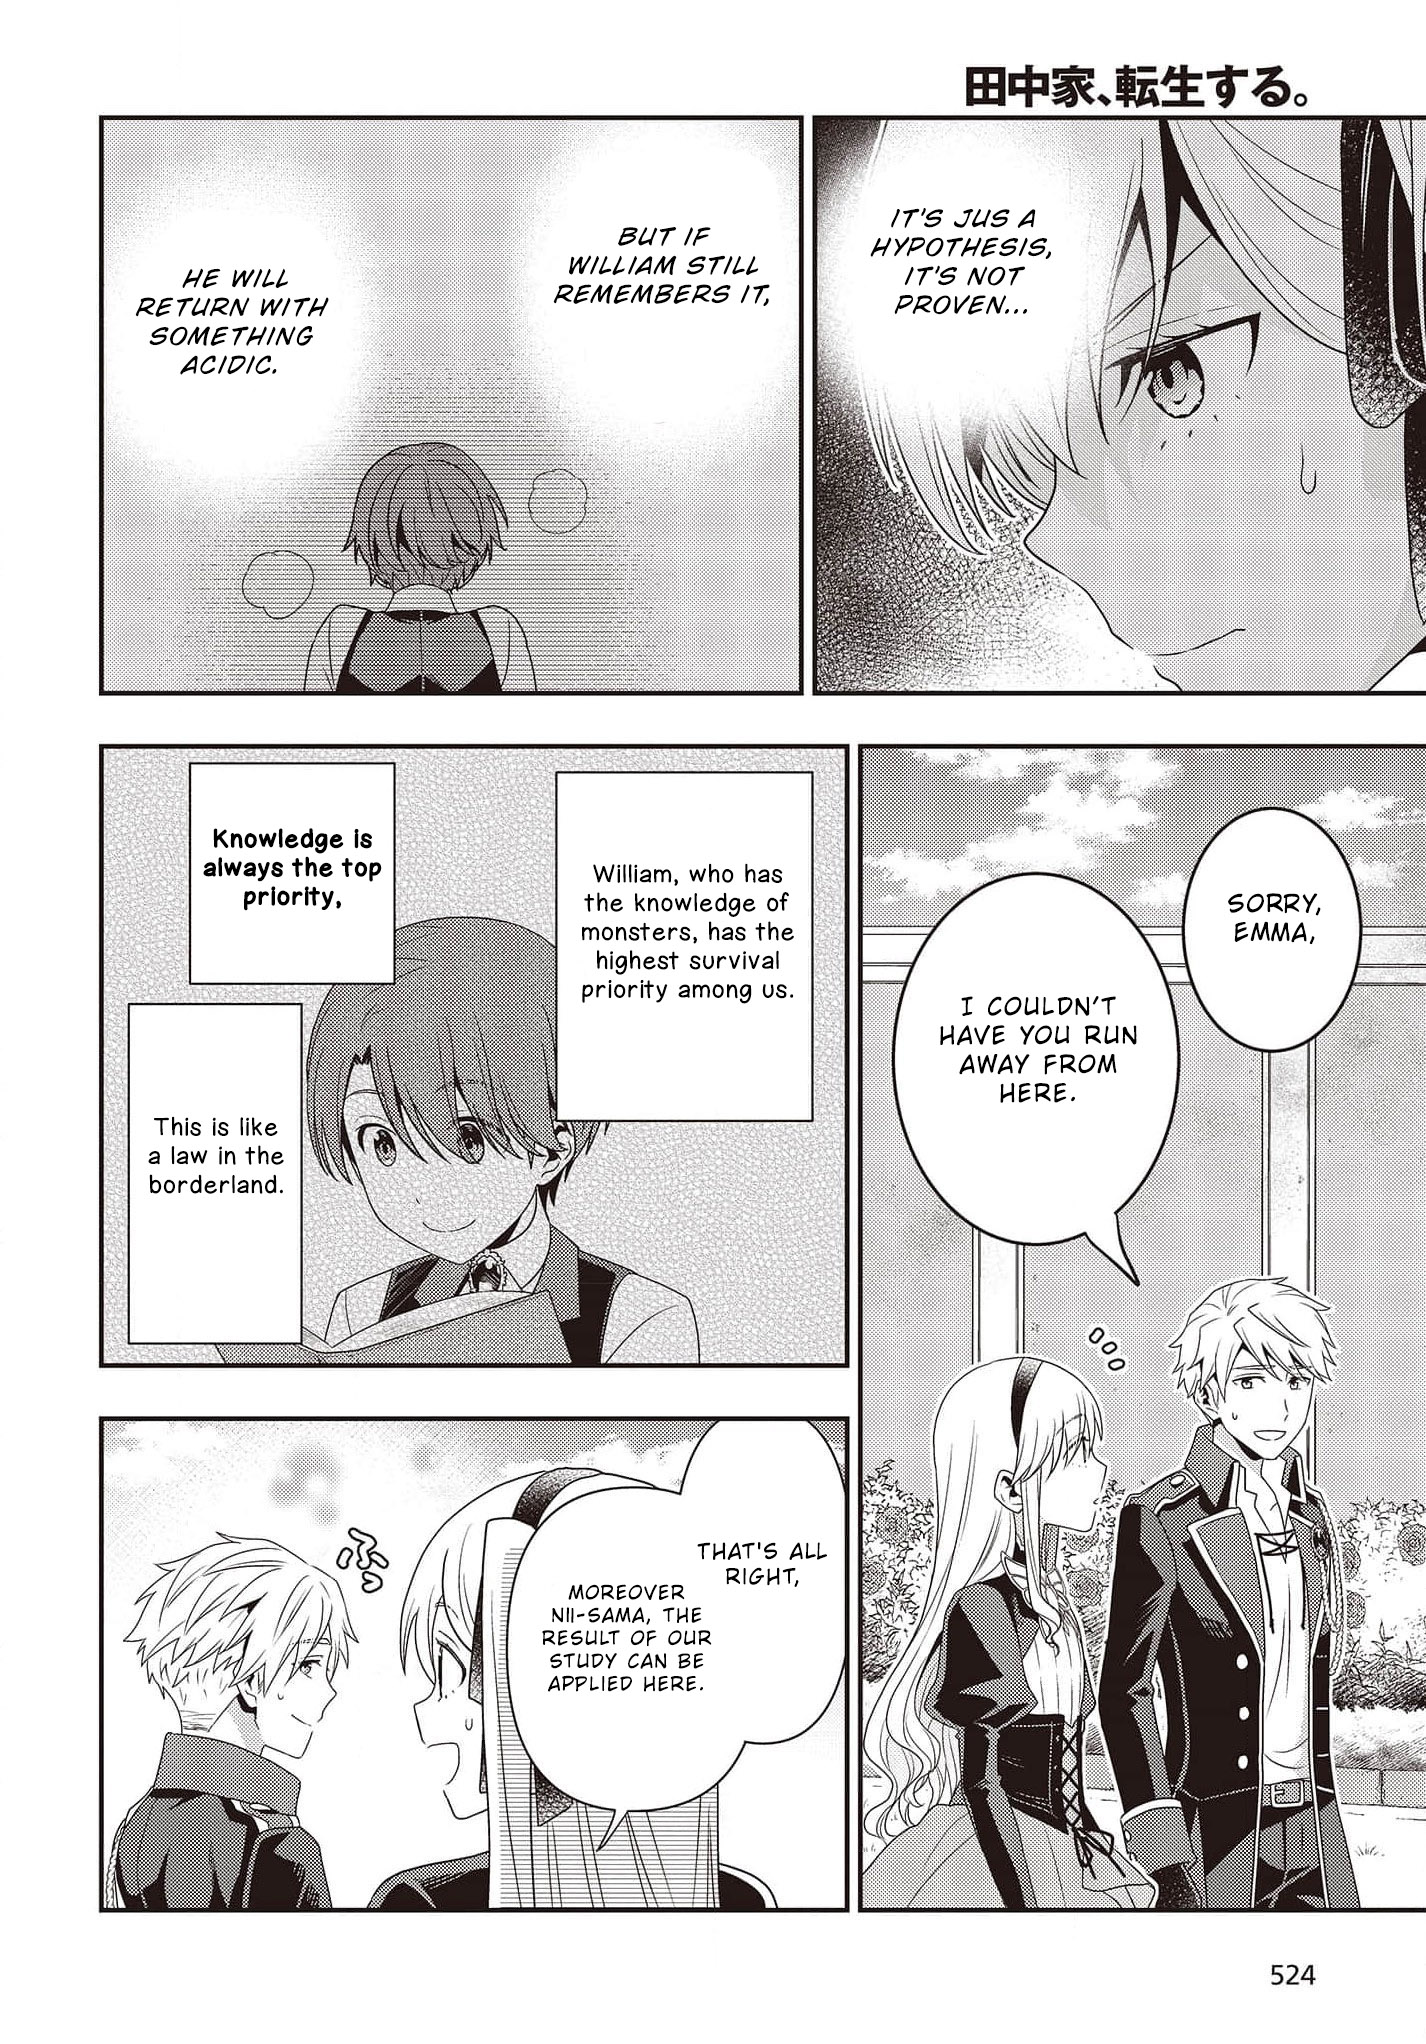 田中家、転生する。
IT'S JUS A
HYPOTHESIS,
IT'S NOT
PROVEN...
BUT IF
WILLIAM STILL
REMEMBERS IT,
HE WILL
RETURN WITH
SOMETHING
ACIDIC.
SORRY,
EMMA,
I COULDN'T
HAVE YOU RUN
AWAY FROM
HERE.
William, who has
the knowledge of
monsters, has the
highest survival
priority among us.
Knowledge is
always the top
priority,
This is like
a law in the
borderland.
THAT'S ALL
RIGHT,
MOREOVER
NII-SAMA, THE
RESULT OF OUR
STUDY CAN BE
APPLIED HERE.
ふっ
524